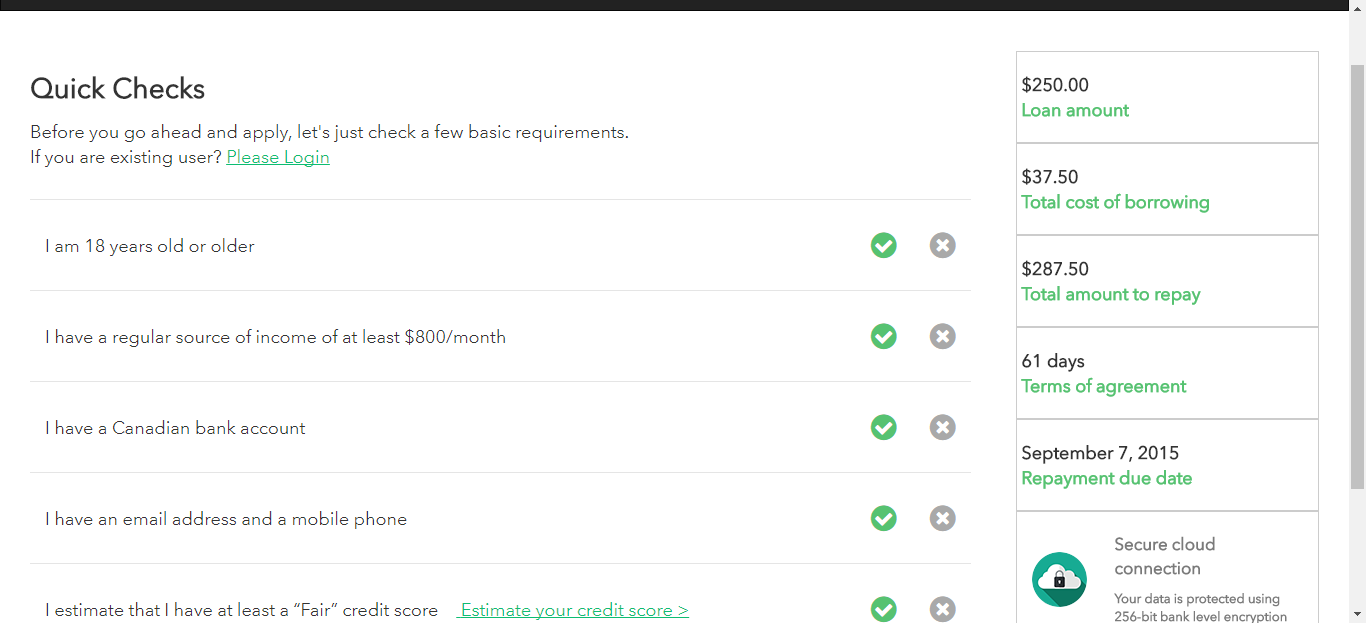 Quick Checks
Before you go ahead and apply, let's just check a few basic requirements.
If you are existing user? Please Login
I am 18 years old or older
I have a regular source of income of at least $800/month
I have a Canadian bank account
I have an email address and a mobile phone
I estimate that I have at least a “Fair” credit score Estimate your credit score >
$250.00
Loan amount
$37.50
Total cost of borrowing
$287.50
Total amount to repay
61 days
Terms of agreement
September 7, 2015
Repayment due date
Secure cloud
connection
Your data is protected using
256-bit bank level encryption